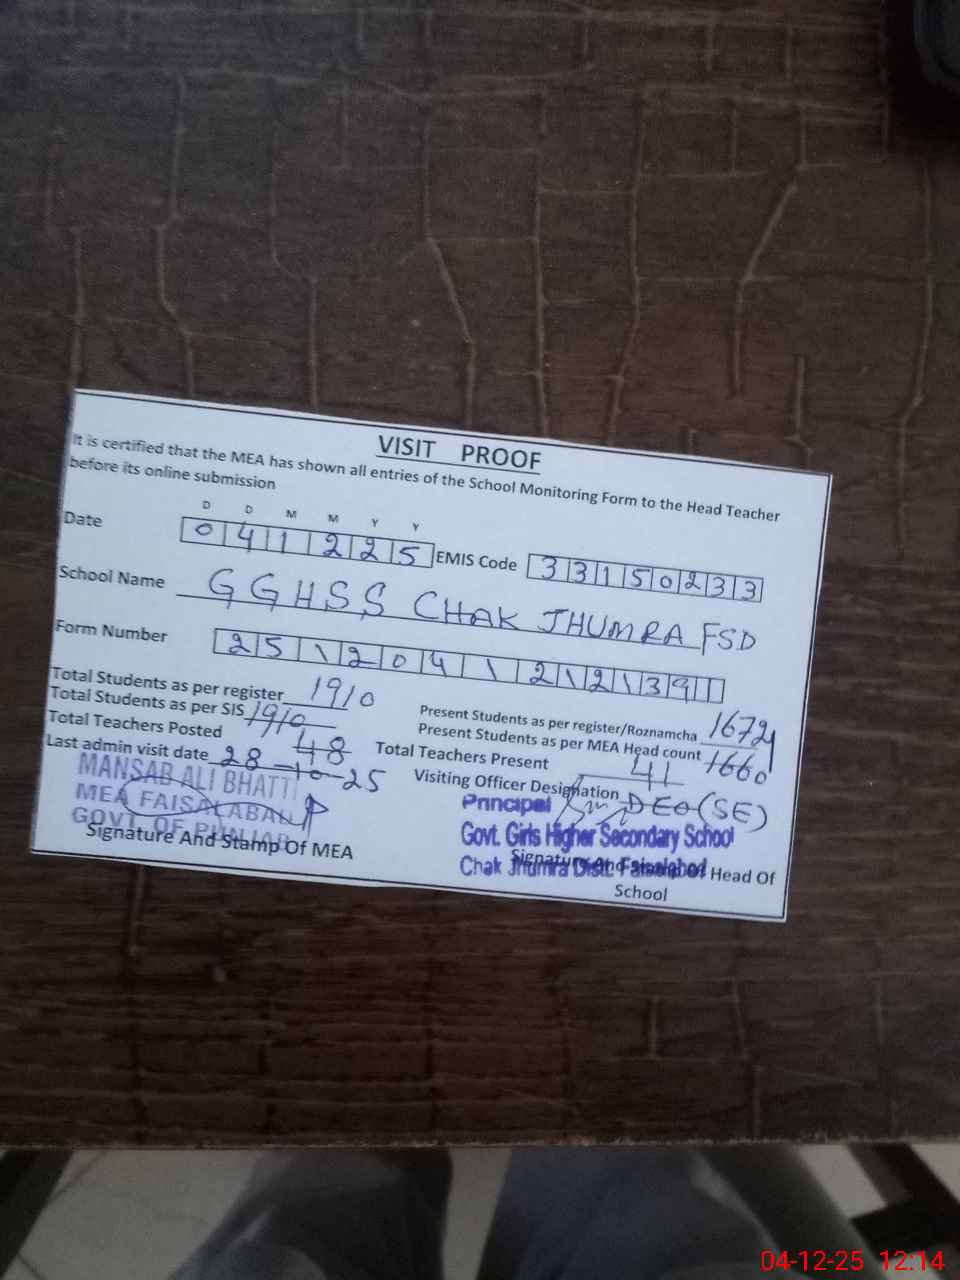 VISIT PROOF
It is certified that the MEA has shown all entries of the School Monitoring Form to the Head Teacher
before its online submission
D D M M Y Y
Date 0 4 1 2 2 5 EMIS Code 3 3 1 5 0 2 3 3
School Name GGHSS CHAK JHUMRA FSD
Form Number 2 5 \ 2 0 4 \ 2 \ 2 \ 3 9 1
Total Students as per register 1910 Present Students as per register/Roznamcha 1672
Total Students as per SIS 1910 Present Students as per MEA Head count 1660
Total Teachers Posted 48 Total Teachers Present 41
Last admin visit date 28-10-25 Visiting Officer Designation DEO (SE)
MANSAB ALI BHATTI
MEA FAISALABAD
GOVT. OF PUNJAB
Signature And Stamp Of MEA
Principal
Govt. Girls Higher Secondary School
Chak Jhumra Distt. Faisalabad
Signature And Stamp Of Head Of
School
04-12-25 12:14